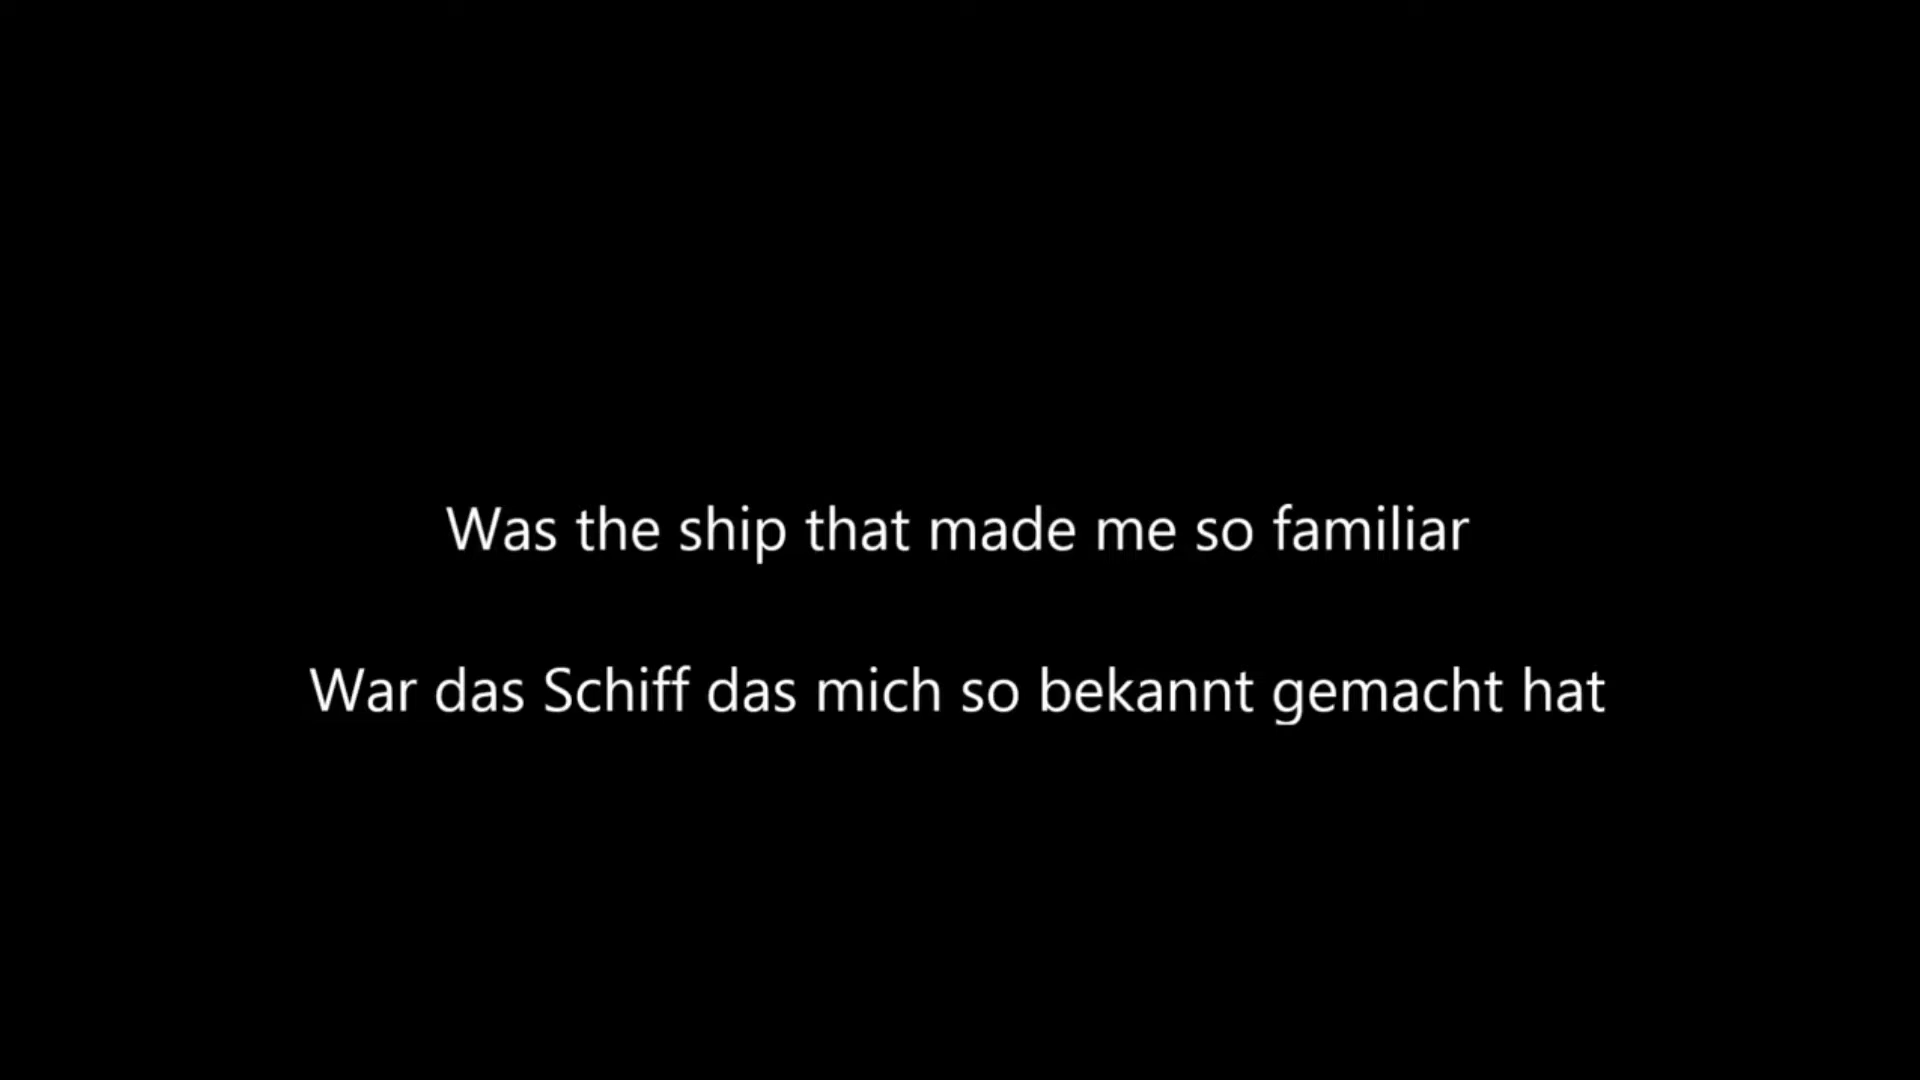 Was the ship that made me so familiar
War das Schiff das mich so bekannt gemacht hat